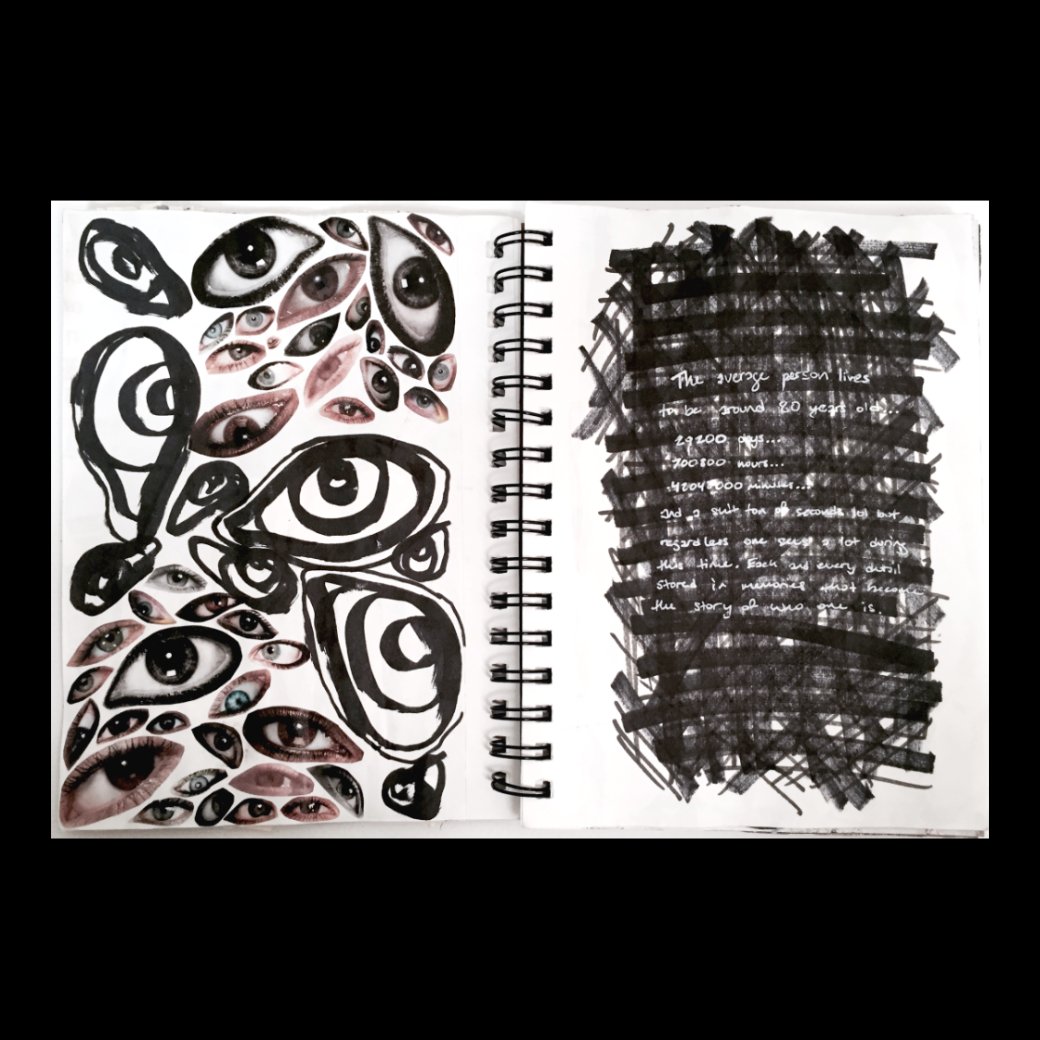 The average person lives
to be around 80 years old...
29200 days...
700800 hours...
42048000 minutes...
and a shit ton of seconds lol but
regardless one sees a lot during
this time. Each and every detail
stored in memories that become
the story of who one is.